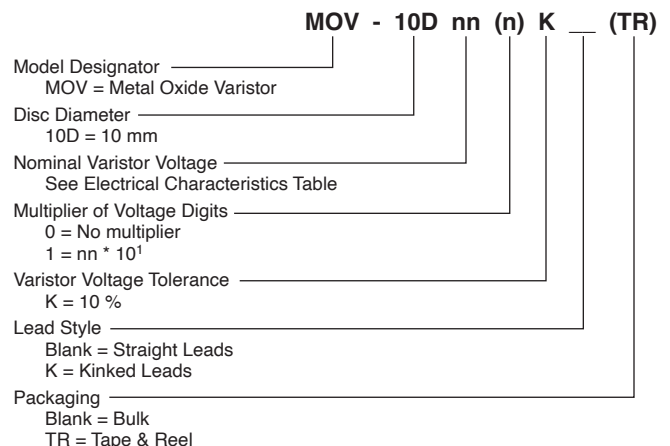 MOV - 10D nn (n) K __ (TR)
Model Designator
MOV = Metal Oxide Varistor
Disc Diameter
10D = 10 mm
Nominal Varistor Voltage
See Electrical Characteristics Table
Multiplier of Voltage Digits
0 = No multiplier
1 = nn * 10¹
Varistor Voltage Tolerance
K = 10 %
Lead Style
Blank = Straight Leads
K = Kinked Leads
Packaging
Blank = Bulk
TR = Tape & Reel